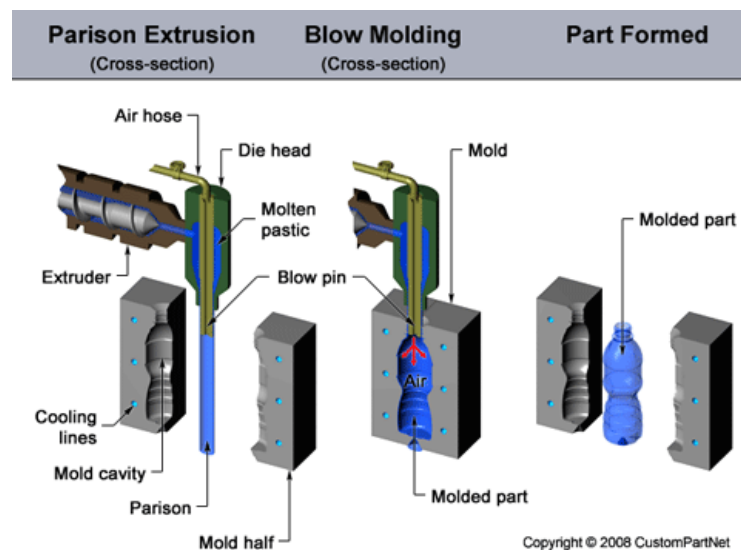 Parison Extrusion
(Cross-section)
Blow Molding
(Cross-section)
Part Formed
Air hose
Die head
Mold
Molten
pastic
Molded part
Extruder
Blow pin
Air
Cooling
lines
Mold cavity
Parison
Mold half
Molded part
Copyright © 2008 CustomPartNet